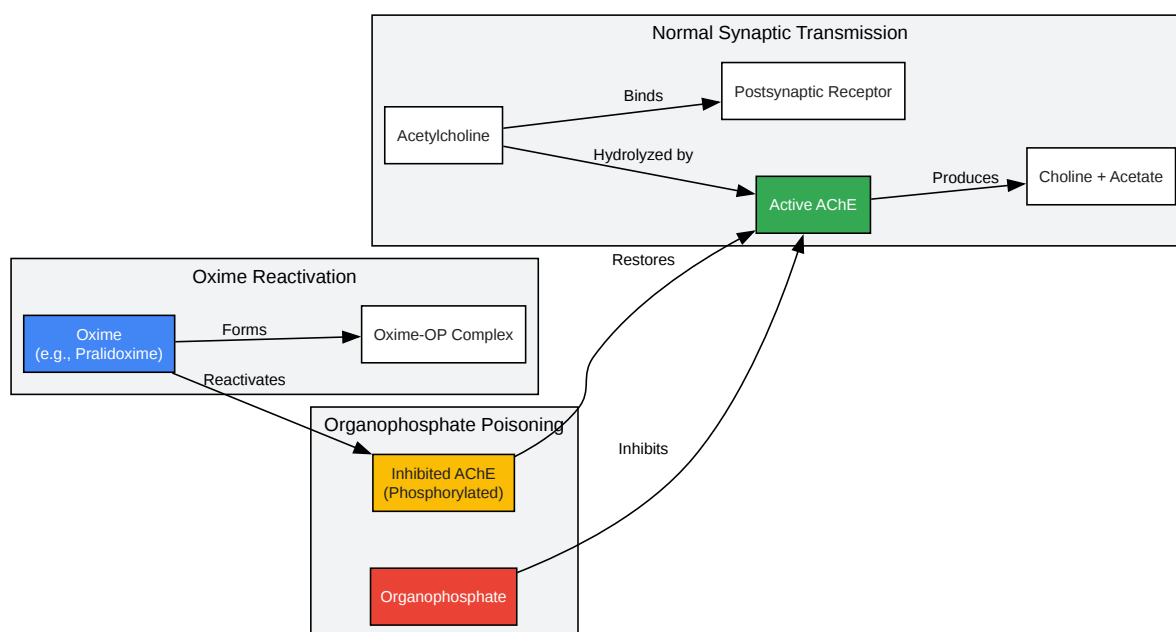 Normal Synaptic Transmission
Binds
Postsynaptic Receptor
Acetylcholine
Hydrolyzed by
Active AChE
Produces
Choline + Acetate
Restores
Oxime Reactivation
Oxime
(e.g., Pralidoxime)
Forms
Oxime-OP Complex
Reactivates
Organophosphate Poisoning
Inhibited AChE
(Phosphorylated)
Inhibits
Organophosphate